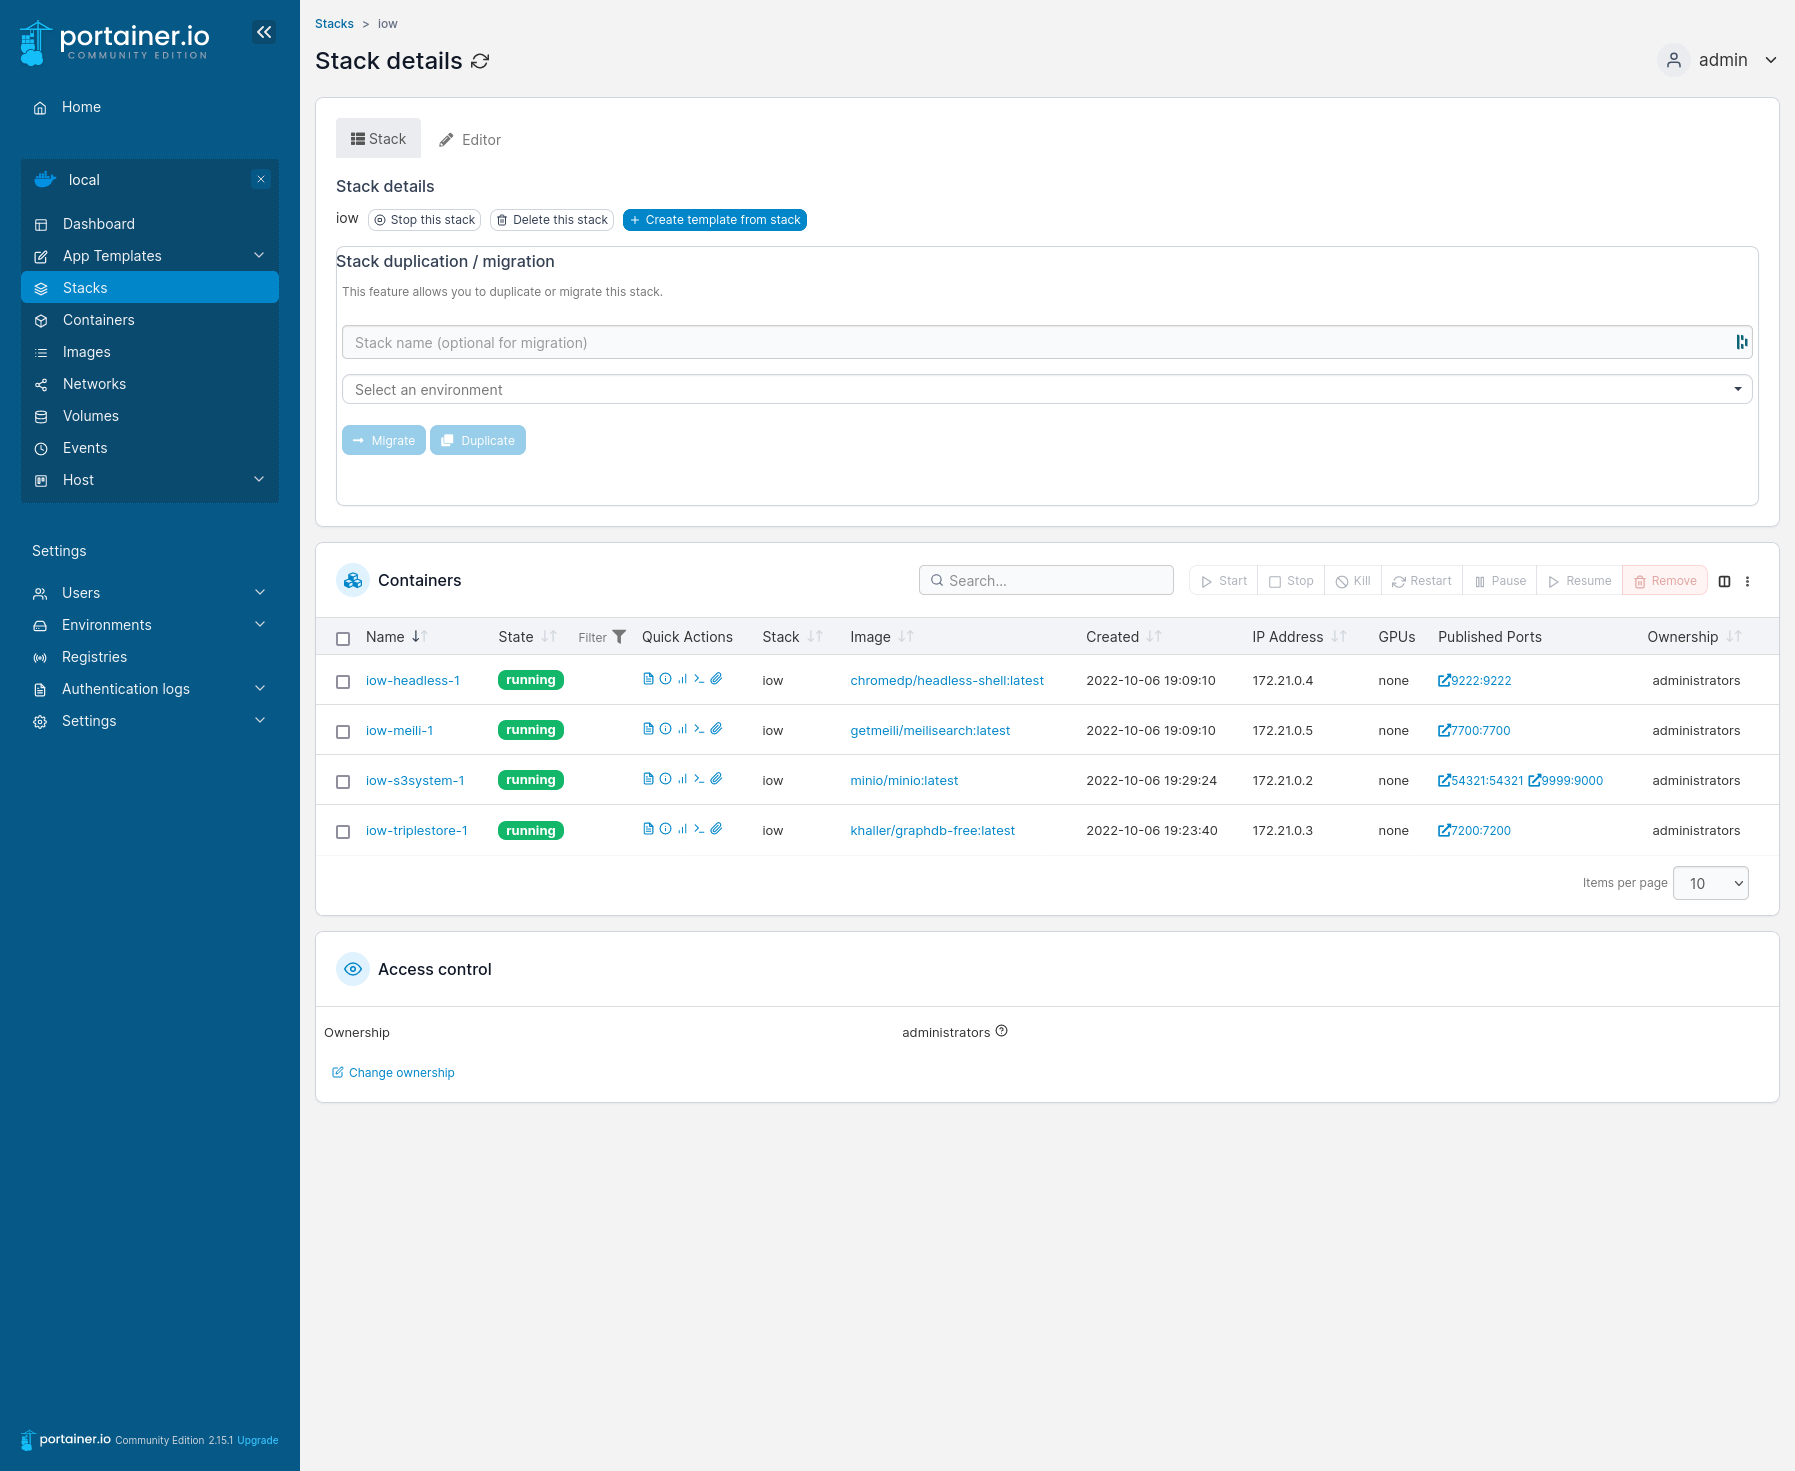 portainer.io
COMMUNITY EDITION
Home
local
Dashboard
App Templates
Stacks
Containers
Images
Networks
Volumes
Events
Host
Settings
Users
Environments
Registries
Authentication logs
Settings
portainer.io Community Edition 2.15.1 Upgrade
Stacks > iow
Stack details
admin
Stack Editor
Stack details
iow Stop this stack Delete this stack + Create template from stack
Stack duplication / migration
This feature allows you to duplicate or migrate this stack.
Stack name (optional for migration)
Select an environment
Migrate Duplicate
Containers Search... Start Stop Kill Restart Pause Resume Remove
Name State Filter Quick Actions Stack Image Created IP Address GPUs Published Ports Ownership
iow-headless-1 running iow chromedp/headless-shell:latest 2022-10-06 19:09:10 172.21.0.4 none 9222:9222 administrators
iow-meili-1 running iow getmeili/meilisearch:latest 2022-10-06 19:09:10 172.21.0.5 none 7700:7700 administrators
iow-s3system-1 running iow minio/minio:latest 2022-10-06 19:29:24 172.21.0.2 none 54321:54321 9999:9000 administrators
iow-triplestore-1 running iow khaller/graphdb-free:latest 2022-10-06 19:23:40 172.21.0.3 none 7200:7200 administrators
Items per page 10
Access control
Ownership administrators
Change ownership